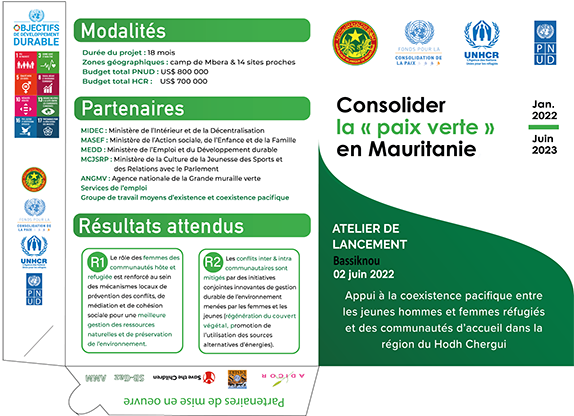 OBJECTIFS
DE DÉVELOPPEMENT
DURABLE
FONDS POUR LA
CONSOLIDATION
DE LA PAIX
UNHCR
PNUD
Modalités
Durée du projet : 18 mois
Zones géographiques : camp de Mbera & 14 sites proches
Budget total PNUD : US$ 800 000
Budget total HCR : US$ 700 000
Partenaires
MIDEC : Ministère de l'Intérieur et de la Décentralisation
MASEF : Ministère de l'Action sociale, de l'Enfance et de la Famille
MEDD : Ministère de l'Emploi et du Développement durable
MCJSRP : Ministère de la Culture de la Jeunesse des Sports et
des Relations avec le Parlement
ANGMV : Agence nationale de la Grande muraille verte
Services de l'emploi
Groupe de travail moyens d'existence et coexistence pacifique
Résultats attendus
R1 Le rôle des femmes des
communautés hôte et
refugiée est renforcé au sein
des mécanismes locaux de
prévention des conflits, de
médiation et de cohésion
sociale pour une meilleure
gestion des ressources
naturelles et de préservation
de l'environnement.
R2 Les conflits inter & intra
communautaires sont
mitigés par des initiatives
conjointes innovantes de gestion
durable de l'environnement
menées par les femmes et les
jeunes (régénération du couvert
végétal, promotion de
l'utilisation des sources
alternatives d'énergies).
Partenaires de mise en oeuvre
AMM
SB-Gaz
Save the Children
ADICOR
FONDS POUR LA
CONSOLIDATION
DE LA PAIX
UNHCR
L'Agence des Nations
Unies pour les réfugiés
PNUD
Consolider
la « paix verte »
en Mauritanie
Jan.
2022
Juin
2023
ATELIER DE
LANCEMENT
Bassiknou
02 juin 2022
Appui à la coexistence pacifique entre
les jeunes hommes et femmes réfugiés
et des communautés d'accueil dans la
région du Hodh Chergui